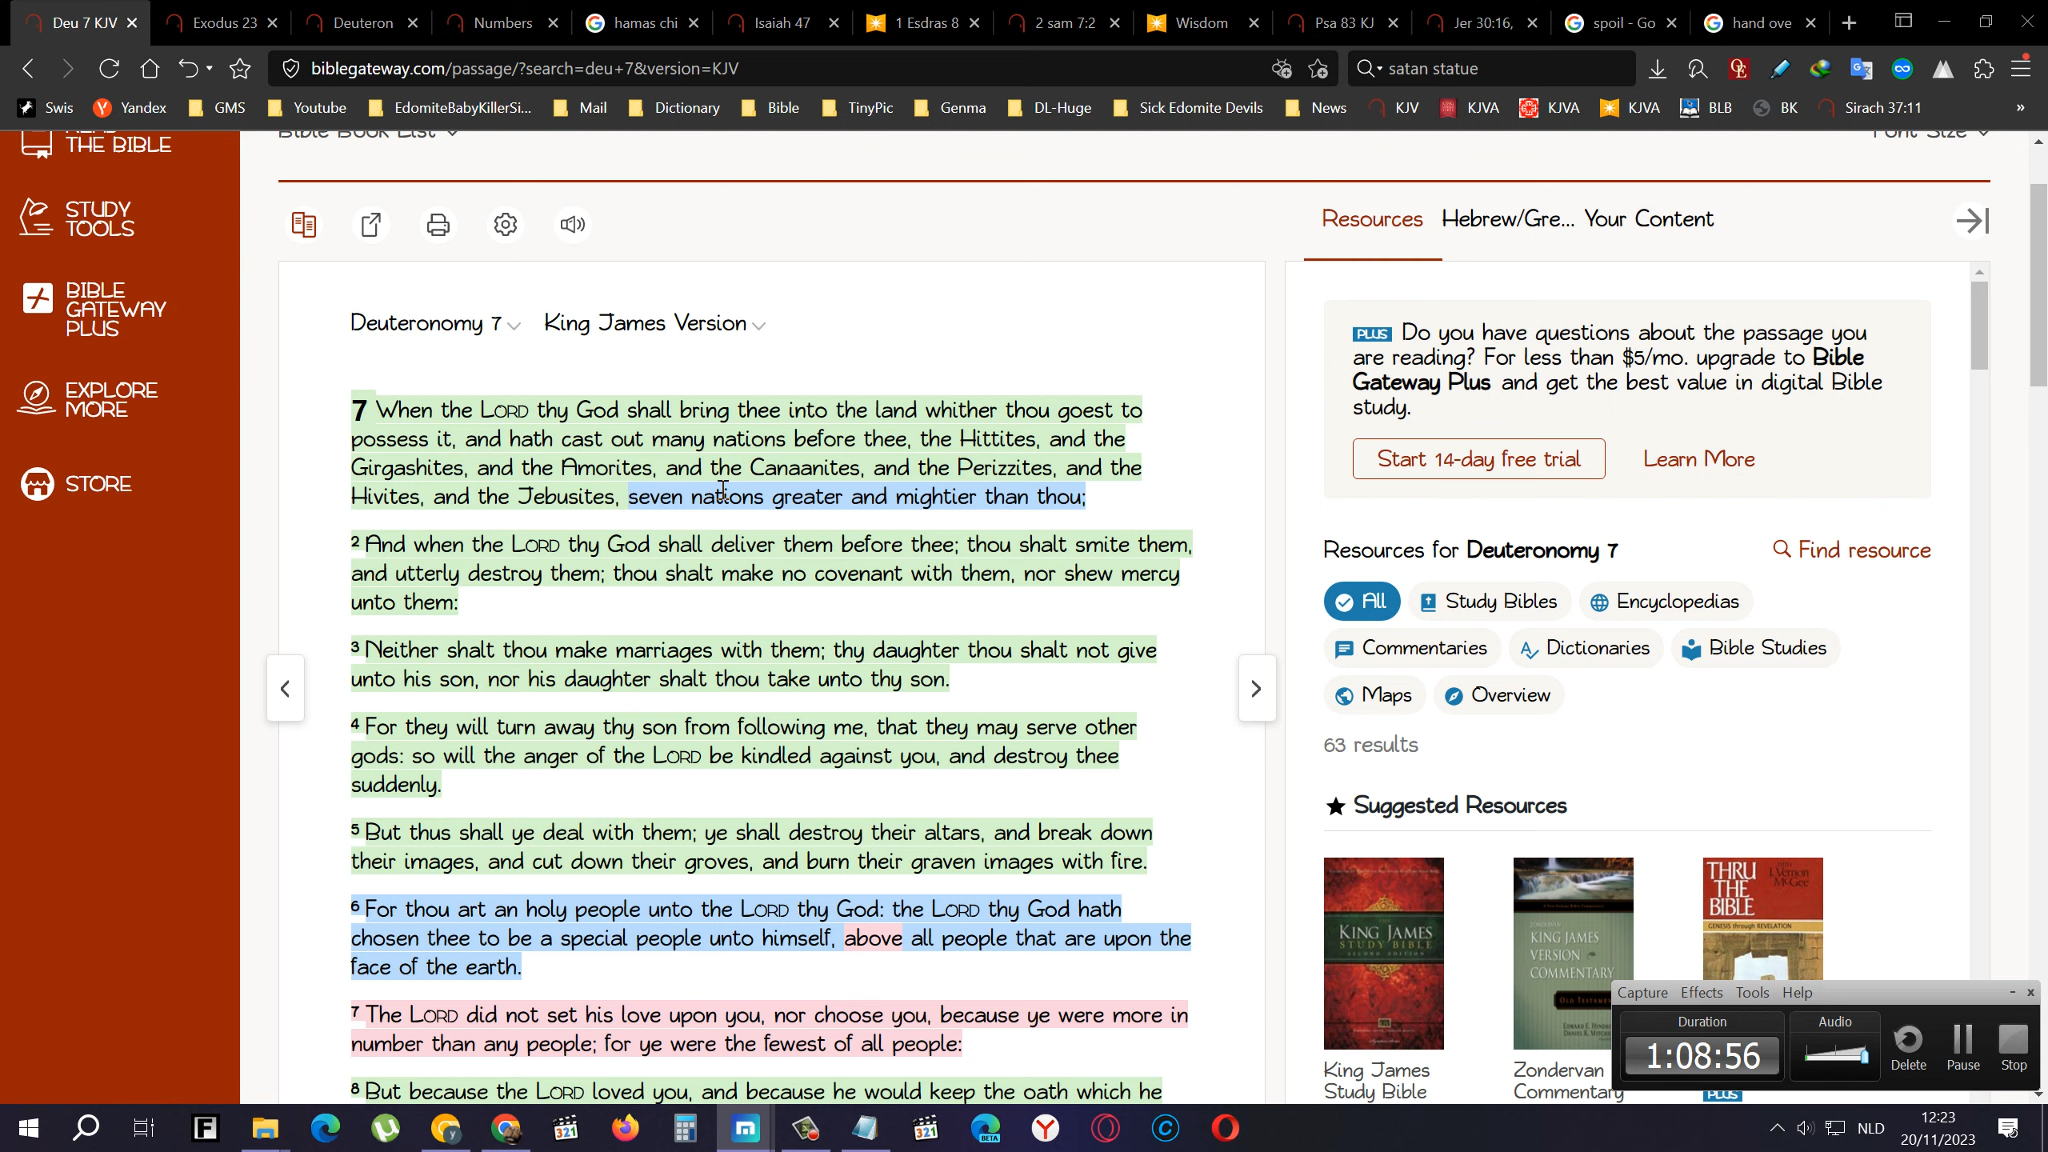 Deu 7 KJV
Exodus 23
Deuteron
Numbers
hamas chi
Isaiah 47
1 Esdras 8
2 sam 7:2
Wisdom
Psa 83 KJ
Jer 30:16,
spoil - Go
hand ove
biblegateway.com/passage/?search=deu+7&version=KJV
satan statue
Swis
Yandex
GMS
Youtube
EdomiteBabyKillerSi...
Mail
Dictionary
Bible
TinyPic
Genma
DL-Huge
Sick Edomite Devils
News
KJV
KJVA
KJVA
KJVA
BLB
BK
Sirach 37:11
»
READ
THE BIBLE
STUDY
TOOLS
BIBLE
GATEWAY
PLUS
EXPLORE
MORE
STORE
Bible Book List
Font Size
Resources
Hebrew/Gre...
Your Content
Deuteronomy 7
King James Version
7 When the LORD thy God shall bring thee into the land whither thou goest to
possess it, and hath cast out many nations before thee, the Hittites, and the
Girgashites, and the Amorites, and the Canaanites, and the Perizzites, and the
Hivites, and the Jebusites, seven nations greater and mightier than thou;
2 And when the LORD thy God shall deliver them before thee; thou shalt smite them,
and utterly destroy them; thou shalt make no covenant with them, nor shew mercy
unto them:
3 Neither shalt thou make marriages with them; thy daughter thou shalt not give
unto his son, nor his daughter shalt thou take unto thy son.
4 For they will turn away thy son from following me, that they may serve other
gods: so will the anger of the LORD be kindled against you, and destroy thee
suddenly.
5 But thus shall ye deal with them; ye shall destroy their altars, and break down
their images, and cut down their groves, and burn their graven images with fire.
6 For thou art an holy people unto the LORD thy God: the LORD thy God hath
chosen thee to be a special people unto himself, above all people that are upon the
face of the earth.
7 The LORD did not set his love upon you, nor choose you, because ye were more in
number than any people; for ye were the fewest of all people:
8 But because the LORD loved you, and because he would keep the oath which he
PLUS Do you have questions about the passage you
are reading? For less than $5/mo. upgrade to Bible
Gateway Plus and get the best value in digital Bible
study.
Start 14-day free trial
Learn More
Resources for Deuteronomy 7
Find resource
All
Study Bibles
Encyclopedias
Commentaries
Dictionaries
Bible Studies
Maps
Overview
63 results
Suggested Resources
KING JAMES
STUDY BIBLE
KING JAMES
VERSION
COMMENTARY
THRU
THE
BIBLE
J. Vernon
McGee
GENESIS through REVELATION
King James
Study Bible
Zondervan
Commentary
PLUS
Capture
Effects
Tools
Help
Duration
1:08:56
Audio
Delete
Pause
Stop
NLD
12:23
20/11/2023